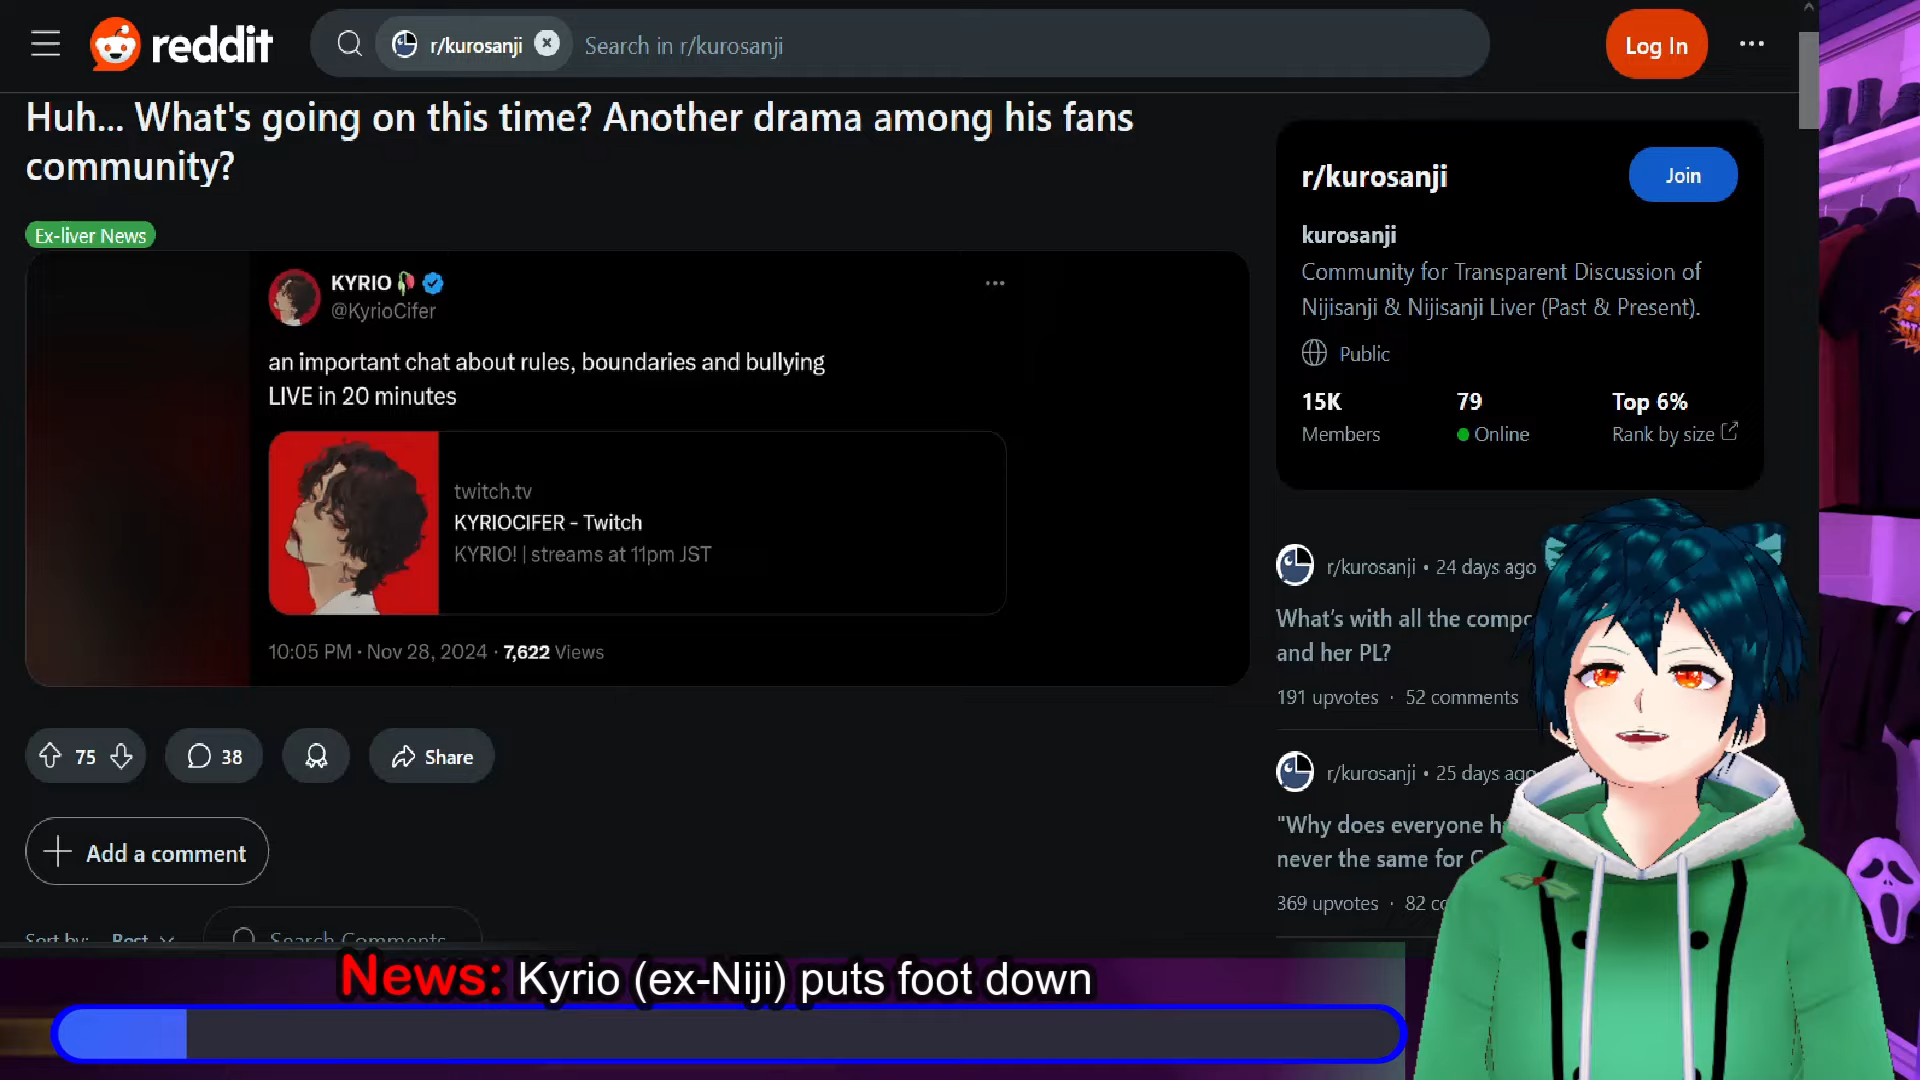 reddit
r/kurosanji
Search in r/kurosanji
Log In
Huh... What's going on this time? Another drama among his fans
community?
Ex-liver News
KYRIO
@KyrioCifer
an important chat about rules, boundaries and bullying
LIVE in 20 minutes
twitch.tv
KYRIOCIFER - Twitch
KYRIO! | streams at 11pm JST
10:05 PM · Nov 28, 2024 · 7,622 Views
75
38
Share
Add a comment
Sort by: Best
Search Comments
r/kurosanji
Join
kurosanji
Community for Transparent Discussion of
Nijisanji & Nijisanji Liver (Past & Present).
Public
15K
79
Top 6%
Members
Online
Rank by size
r/kurosanji • 24 days ago
What's with all the
and her PL?
191 upvotes · 52 comments
r/kurosanji • 25 days ago
"Why does everyone
never the same for
369 upvotes · 82
News: Kyrio (ex-Niji) puts foot down